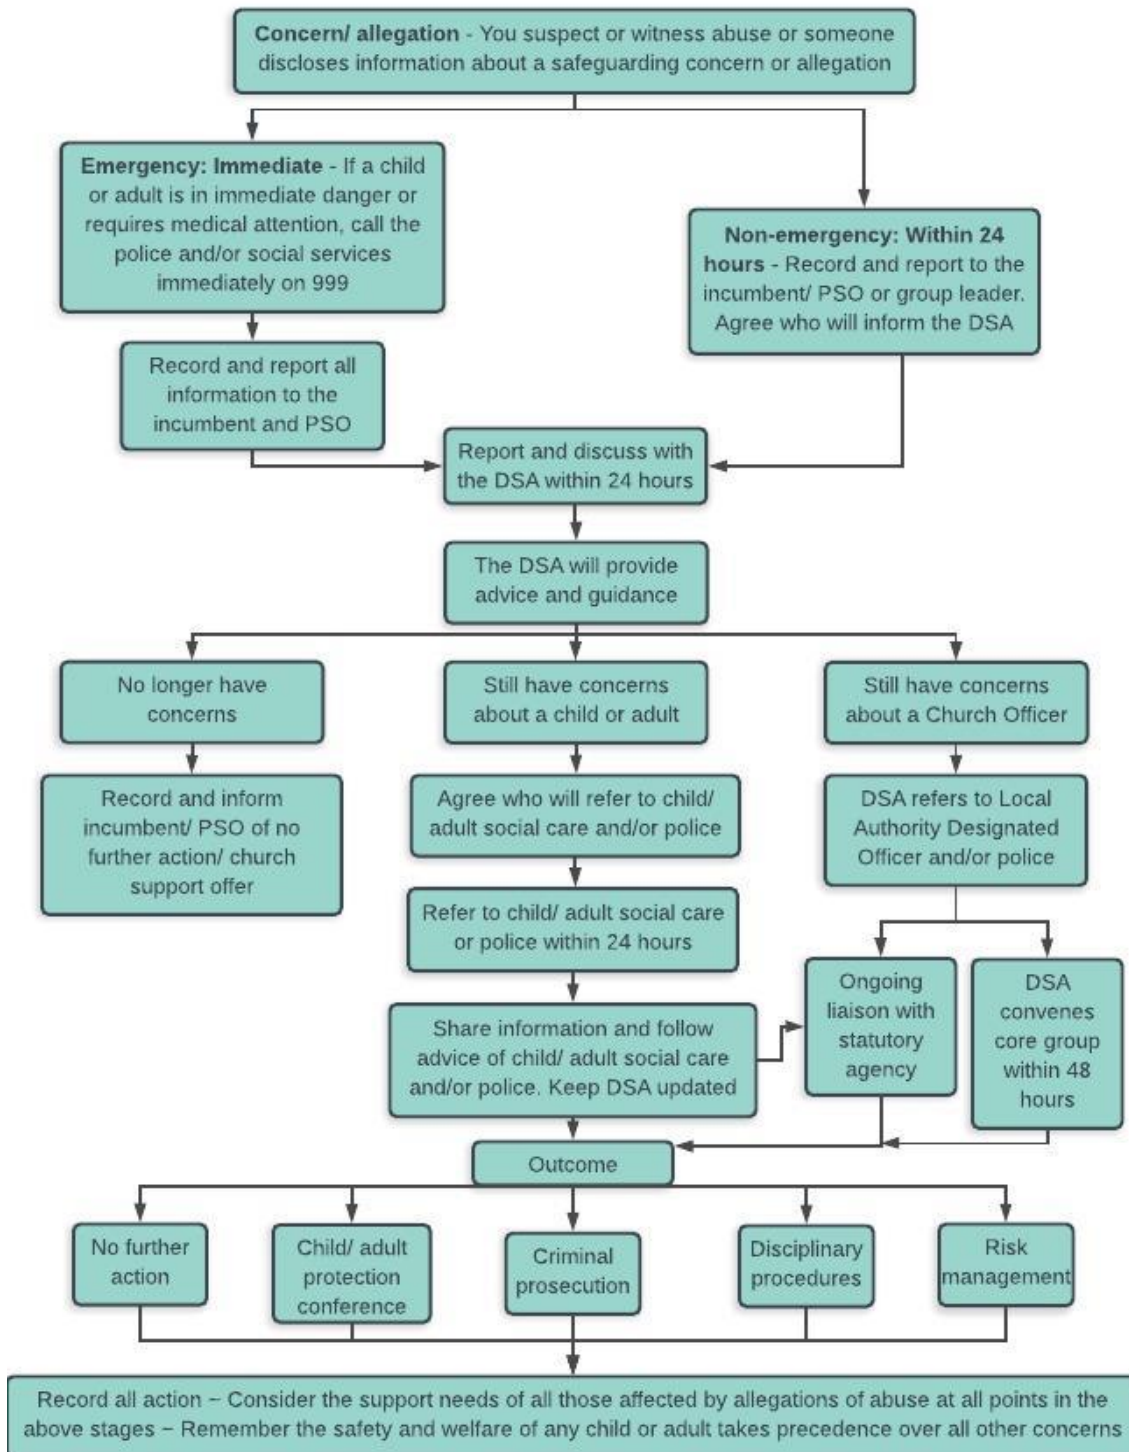 Concern/ allegation - You suspect or witness abuse or someone
discloses information about a safeguarding concern or allegation
Emergency: Immediate - If a child
or adult is in immediate danger or
requires medical attention, call the
police and/or social services
immediately on 999
Non-emergency: Within 24
hours - Record and report to the
incumbent/ PSO or group leader.
Agree who will inform the DSA
Record and report all
information to the
incumbent and PSO
Report and discuss with
the DSA within 24 hours
The DSA will provide
advice and guidance
No longer have
concerns
Still have concerns
about a child or adult
Still have concerns
about a Church Officer
Record and inform
incumbent/ PSO of no
further action/ church
support offer
Agree who will refer to child/
adult social care and/or police
DSA refers to Local
Authority Designated
Officer and/or police
Refer to child/ adult social care
or police within 24 hours
Share information and follow
advice of child/ adult social care
and/or police. Keep DSA updated
Ongoing
liaison with
statutory
agency
DSA
convenes
core group
within 48
hours
Outcome
No further
action
Child/ adult
protection
conference
Criminal
prosecution
Disciplinary
procedures
Risk
management
Record all action ~ Consider the support needs of all those affected by allegations of abuse at all points in the
above stages ~ Remember the safety and welfare of any child or adult takes precedence over all other concerns